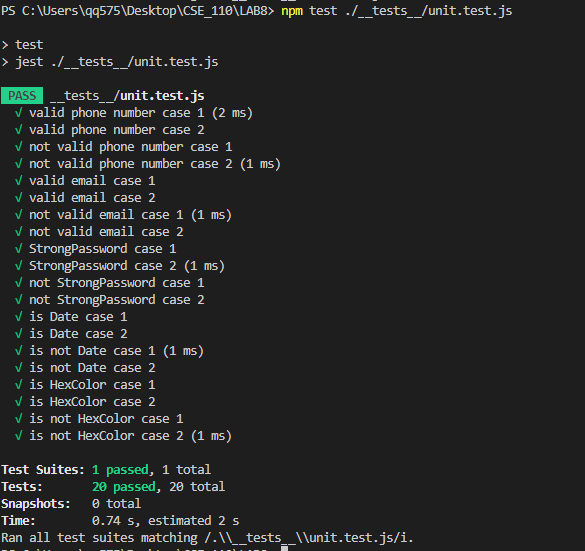 PS C:\Users\qq575\Desktop\CSE_110\LAB8> npm test ./__tests__/unit.test.js
> test
> jest ./__tests__/unit.test.js
PASS __tests__/unit.test.js
√ valid phone number case 1 (2 ms)
√ valid phone number case 2
√ not valid phone number case 1
√ not valid phone number case 2 (1 ms)
√ valid email case 1
√ valid email case 2
√ not valid email case 1 (1 ms)
√ not valid email case 2
√ StrongPassword case 1
√ StrongPassword case 2 (1 ms)
√ not StrongPassword case 1
√ not StrongPassword case 2
√ is Date case 1
√ is Date case 2
√ is not Date case 1 (1 ms)
√ is not Date case 2
√ is HexColor case 1
√ is HexColor case 2
√ is not HexColor case 1
√ is not HexColor case 2 (1 ms)
Test Suites: 1 passed, 1 total
Tests: 20 passed, 20 total
Snapshots: 0 total
Time: 0.74 s, estimated 2 s
Ran all test suites matching /.\\__tests__\\unit.test.js/i.